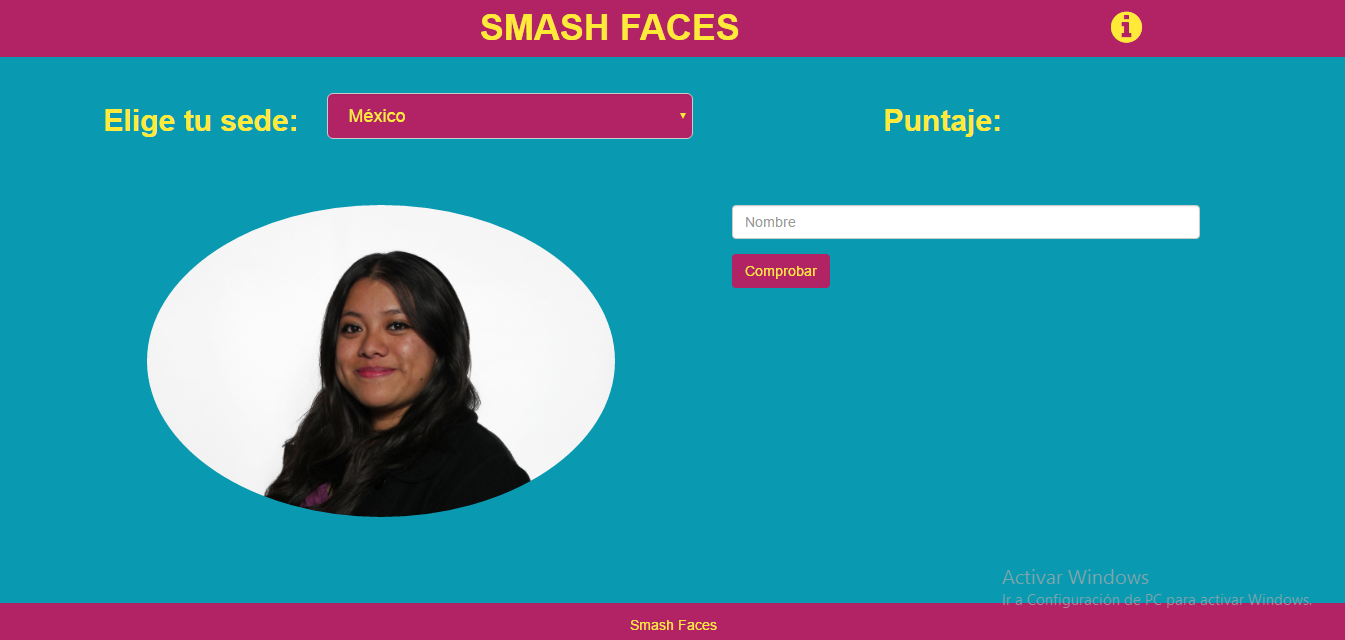 SMASH FACES
Elige tu sede:
México
Puntaje:
Nombre
Comprobar
Activar Windows
Ir a Configuración de PC para activar Windows.
Smash Faces